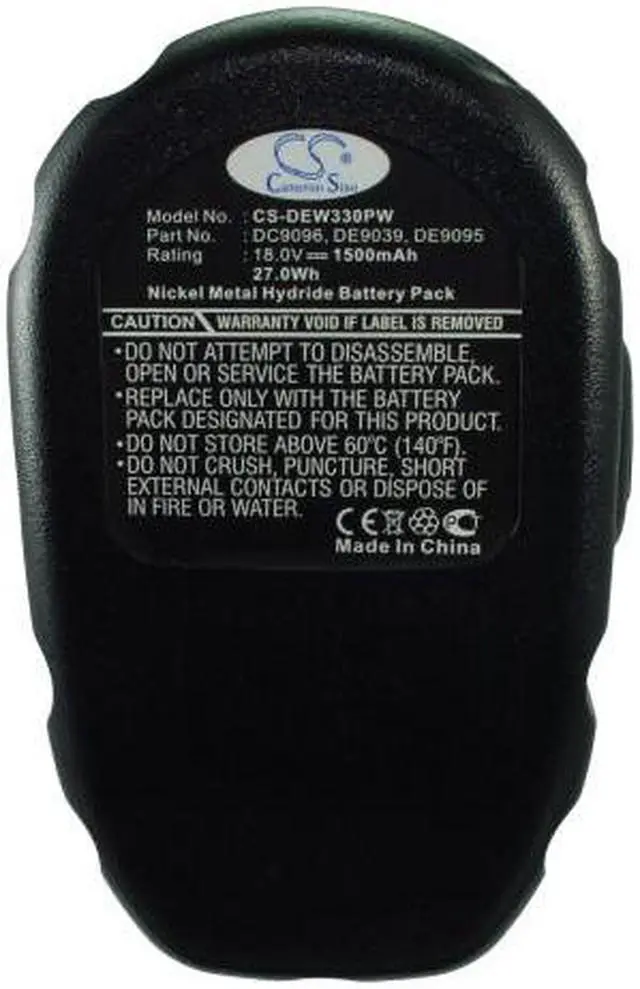 CS®
Cameron Sino
Model No. : CS-DEW330PW
Part No. : DC9096, DE9039, DE9095
Rating : 18.0V⎓ 1500mAh
27.0Wh
Nickel Metal Hydride Battery Pack
CAUTION WARRANTY VOID IF LABEL IS REMOVED
•DO NOT ATTEMPT TO DISASSEMBLE,
OPEN OR SERVICE THE BATTERY PACK.
•REPLACE ONLY WITH THE BATTERY
PACK DESIGNATED FOR THIS PRODUCT.
•DO NOT STORE ABOVE 60°C (140°F).
•DO NOT CRUSH, PUNCTURE, SHORT
EXTERNAL CONTACTS OR DISPOSE OF
IN FIRE OR WATER.
CE
Made In China